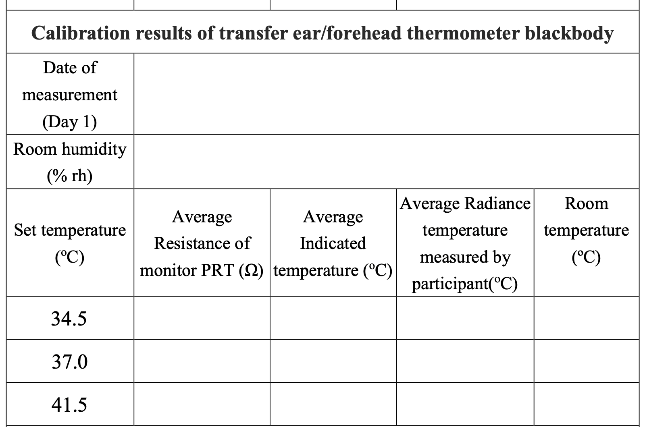 Calibration results of transfer ear/forehead thermometer blackbody
Date of
measurement
(Day 1)
Room humidity
(% rh)
Set temperature
(ºC)
Average
Resistance of
monitor PRT (Ω)
Average
Indicated
temperature (ºC)
Average Radiance
temperature
measured by
participant(ºC)
Room
temperature
(ºC)
34.5
37.0
41.5